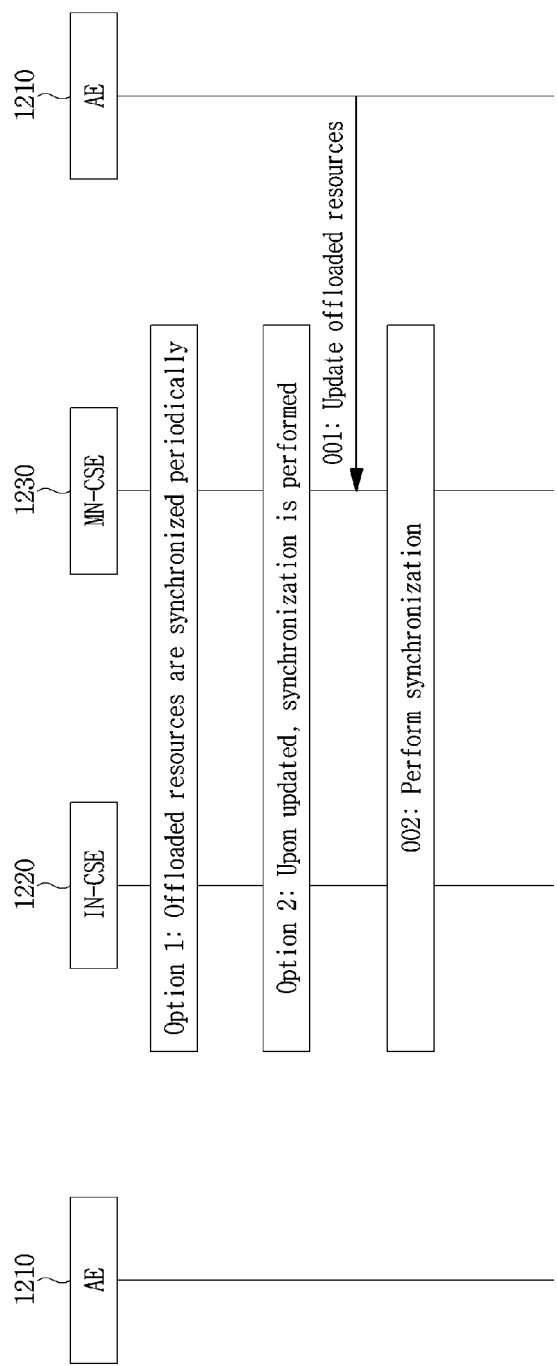 1210
1220
1230
1210
AE
IN-CSE
MN-CSE
AE
Option 1: Offloaded resources are synchronized periodically
Option 2: Upon updated, synchronization is performed
001: Update offloaded resources
002: Perform synchronization